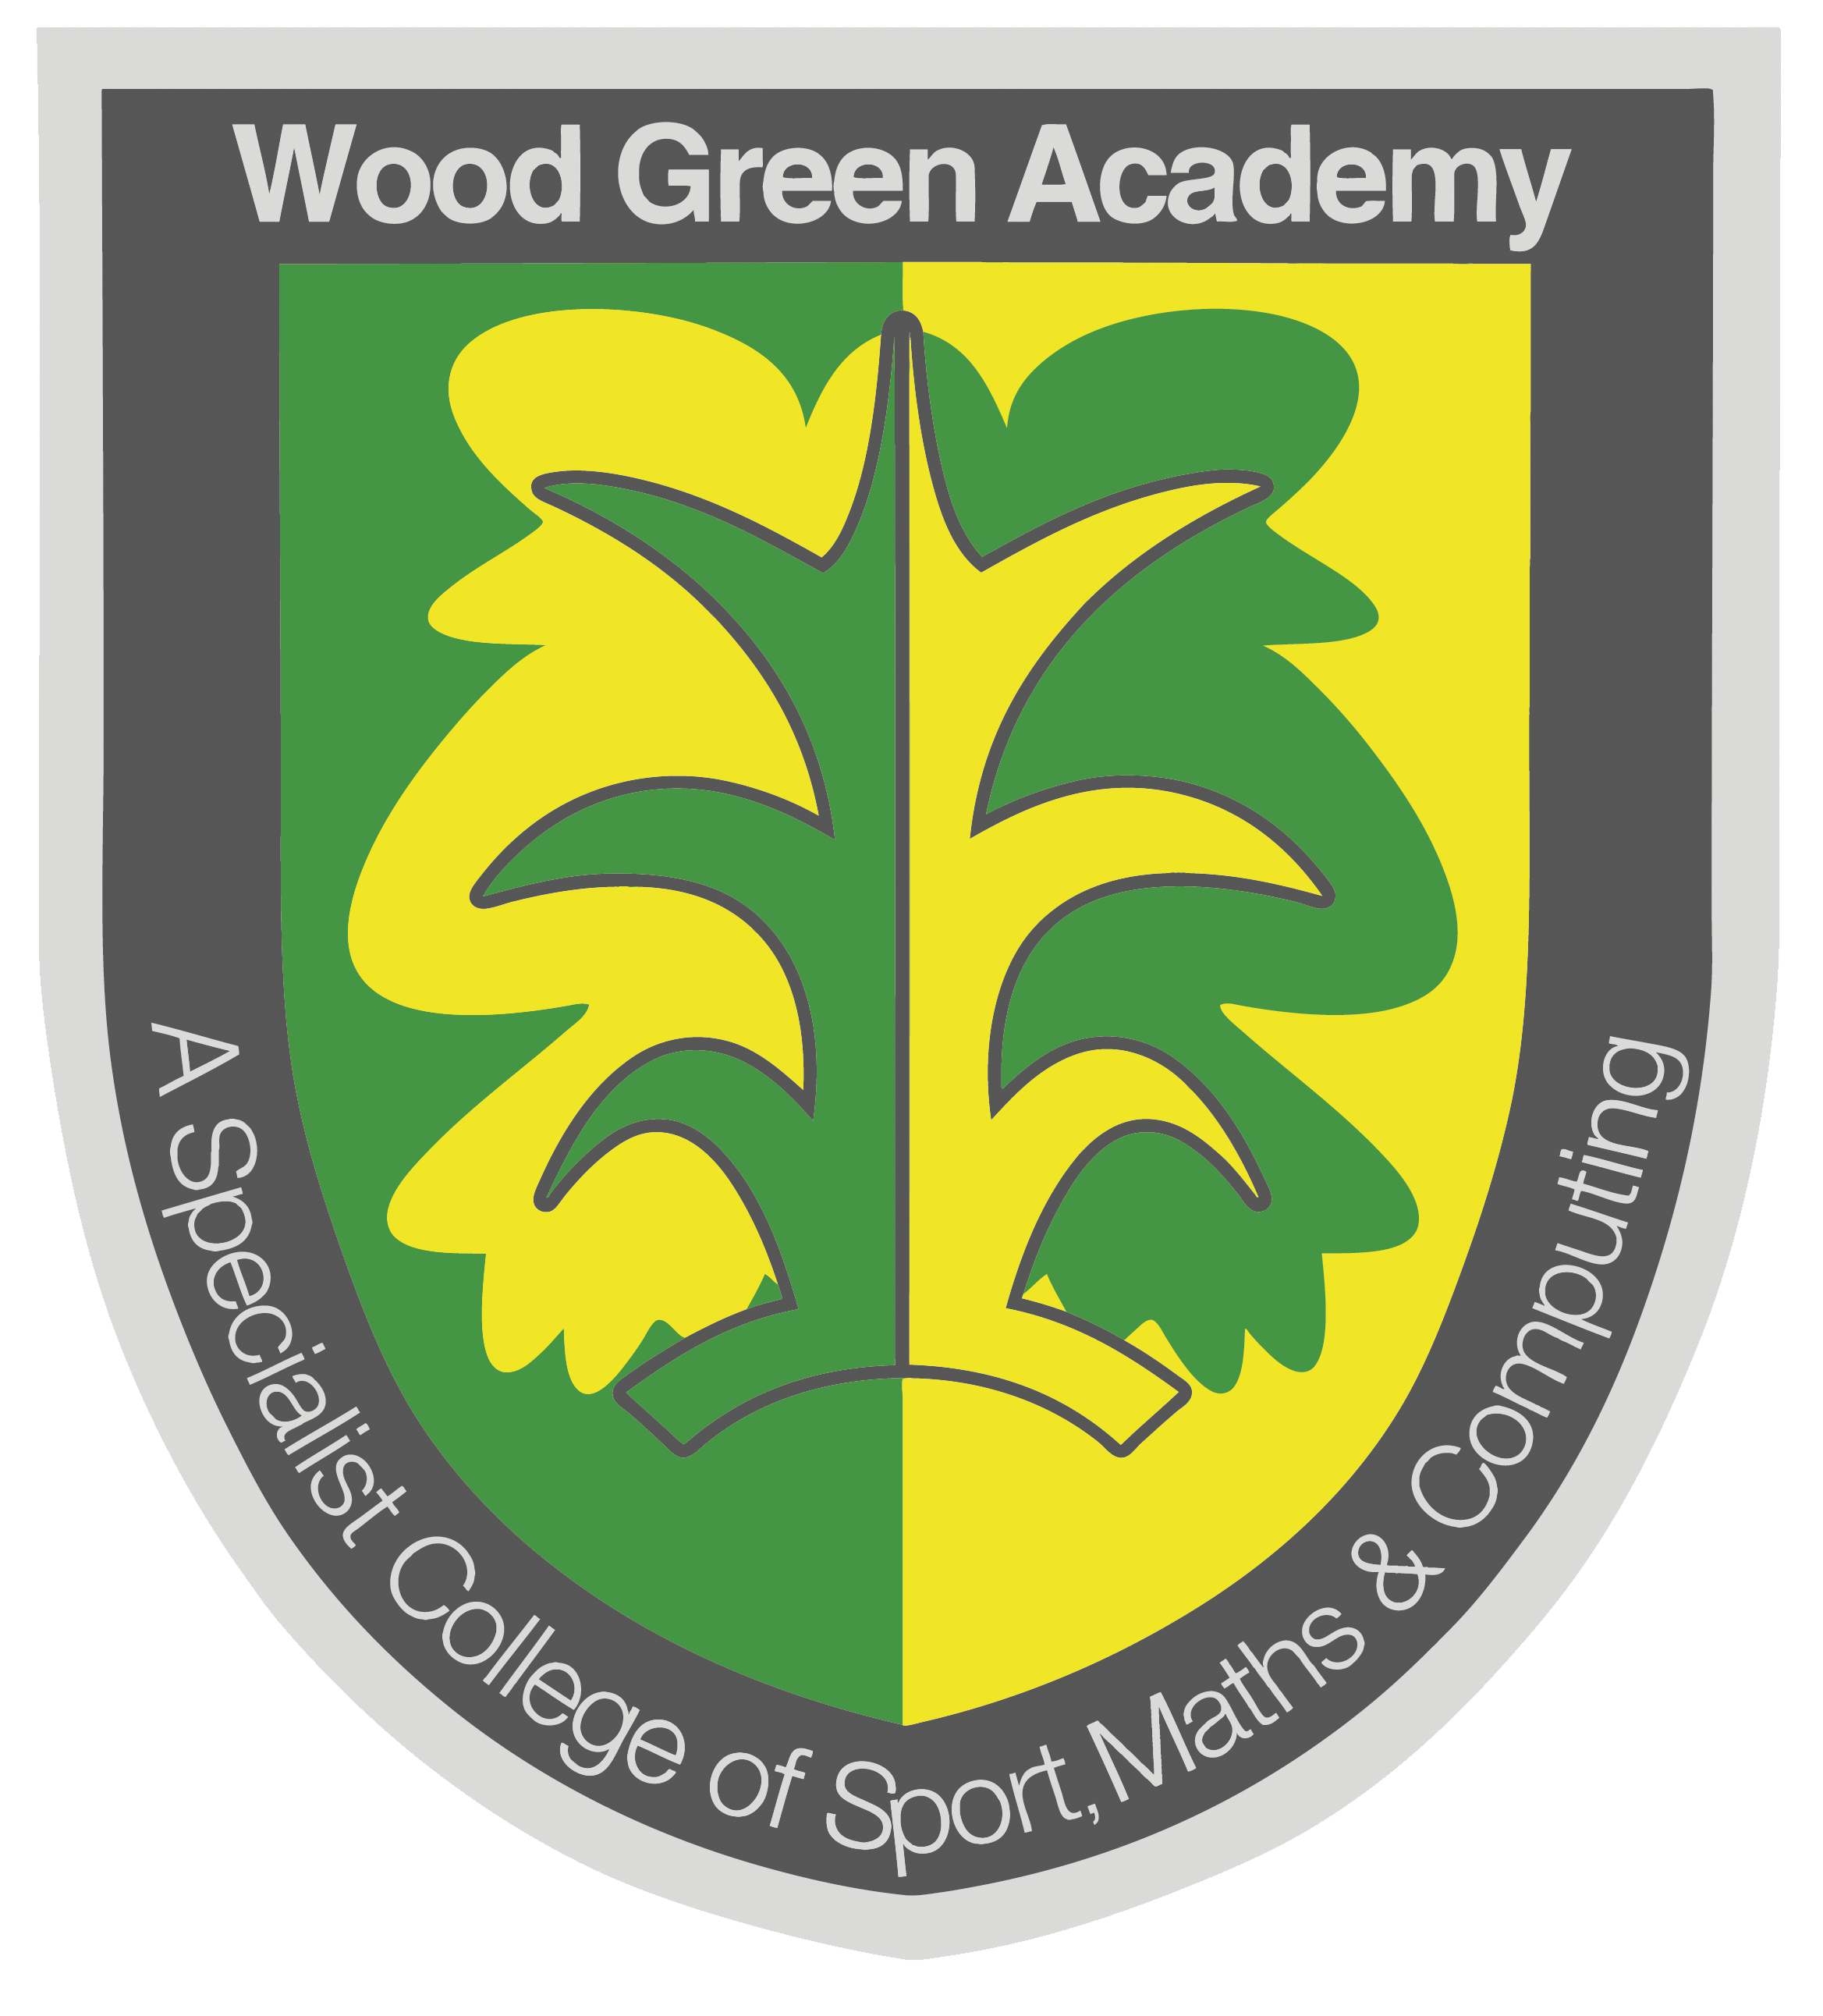 Wood Green Academy
A Specialist College of Sport, Maths & Computing